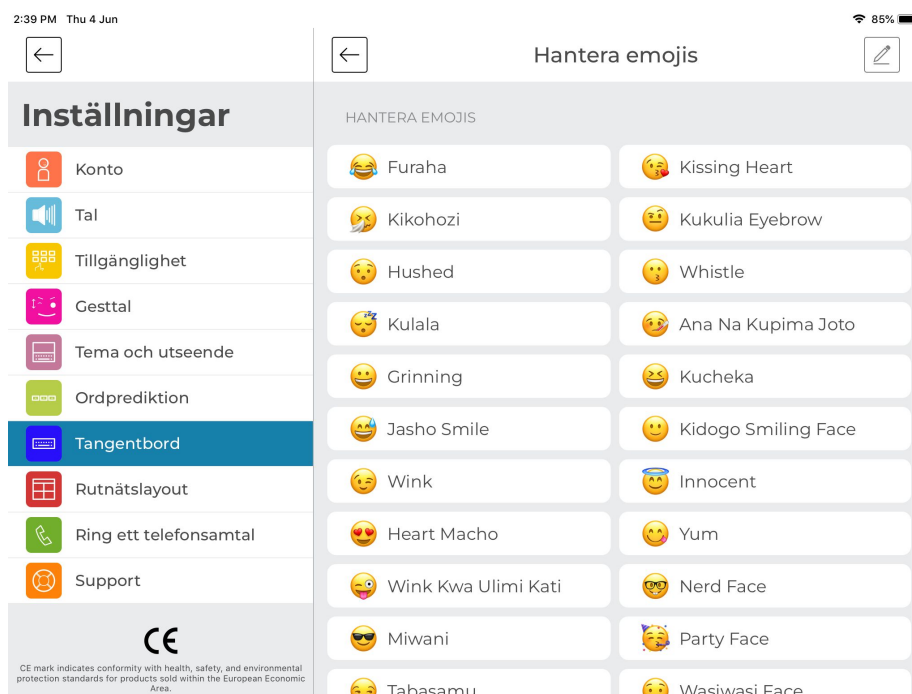 2:39 PM Thu 4 Jun
85%
Inställningar
Konto
Tal
Tillgänglighet
Gesttal
Tema och utseende
Ordprediktion
Tangentbord
Rutnätslayout
Ring ett telefonsamtal
Support
CE
CE mark indicates conformity with health, safety, and environmental
protection standards for products sold within the European Economic
Area.
Hantera emojis
HANTERA EMOJIS
Furaha
Kissing Heart
Kikohozi
Kukulia Eyebrow
Hushed
Whistle
Kulala
Ana Na Kupima Joto
Grinning
Kucheka
Jasho Smile
Kidogo Smiling Face
Wink
Innocent
Heart Macho
Yum
Wink Kwa Ulimi Kati
Nerd Face
Miwani
Party Face
Tabasamu
Wasiwasi Face